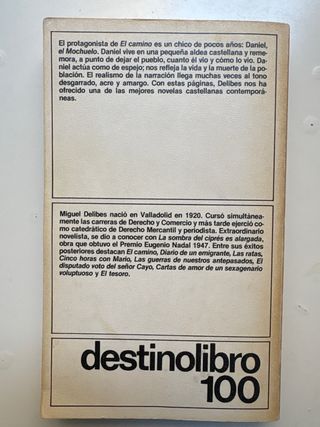 El protagonista de El camino es un chico de pocos años: Daniel,
el Mochuelo. Daniel vive en una pequeña aldea castellana y reme-
mora, a punto de dejar el pueblo, cuanto él vio y cómo lo vio. Da-
niel actúa como de espejo; nos refleja la vida y la muerte de la po-
blación. El realismo de la narración llega muchas veces al tono
desgarrado, acre y amargo. Con estas páginas, Delibes nos ha
ofrecido una de las mejores novelas castellanas contemporá-
neas.
Miguel Delibes nació en Valladolid en 1920. Cursó simultánea-
mente las carreras de Derecho y Comercio y más tarde ejerció co-
mo catedrático de Derecho Mercantil y periodista. Extraordinario
novelista, se dio a conocer con La sombra del ciprés es alargada,
obra que obtuvo el Premio Eugenio Nadal 1947. Entre sus éxitos
posteriores destacan El camino, Diario de un emigrante, Las ratas,
Cinco horas con Mario, Las guerras de nuestros antepasados, El
disputado voto del señor Cayo, Cartas de amor de un sexagenario
voluptuoso y El tesoro.
destinolibro
100